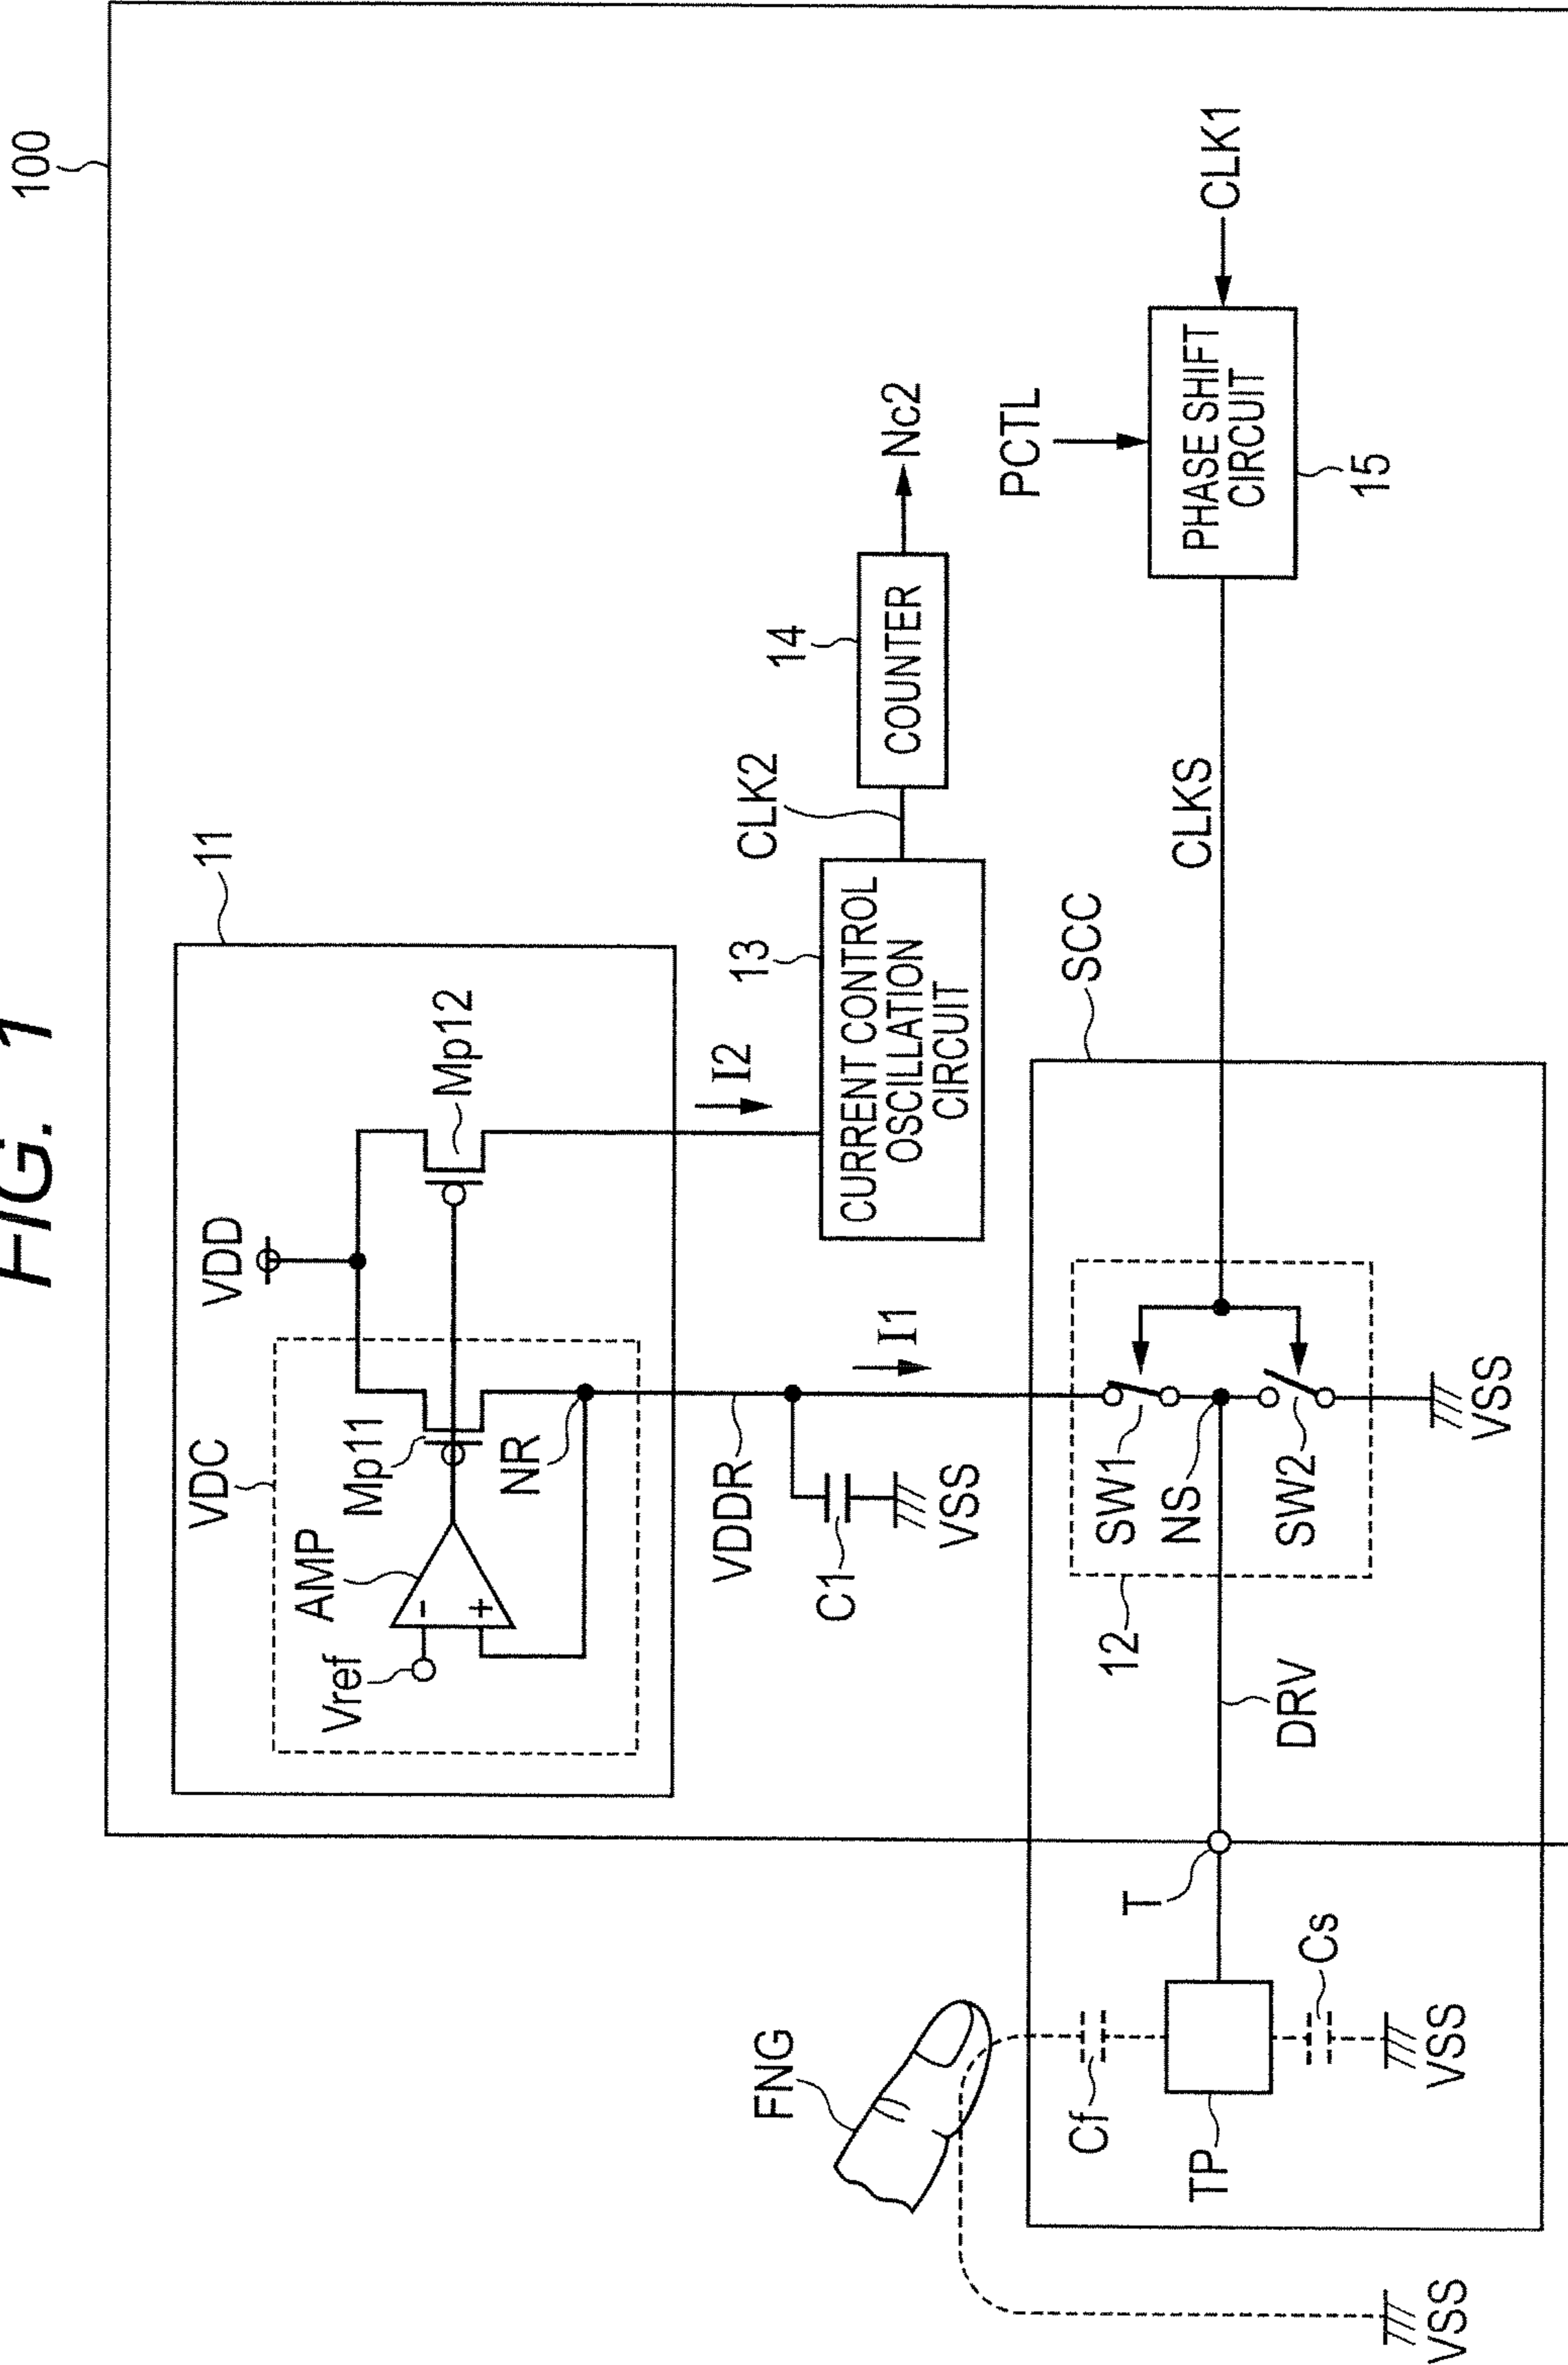 FIG. 1
100
11
VDD
VDC
Mp11
Mp12
AMP
Vref
NR
I2
VDDR
I1
C1
VSS
13
CURRENT CONTROL
OSCILLATION
CIRCUIT
CLK2
14
COUNTER
Nc2
PCTL
PHASE SHIFT
CIRCUIT
15
CLK1
CLKS
SCC
SW1
NS
SW2
VSS
12
DRV
T
FNG
Cf
TP
Cs
VSS
VSS